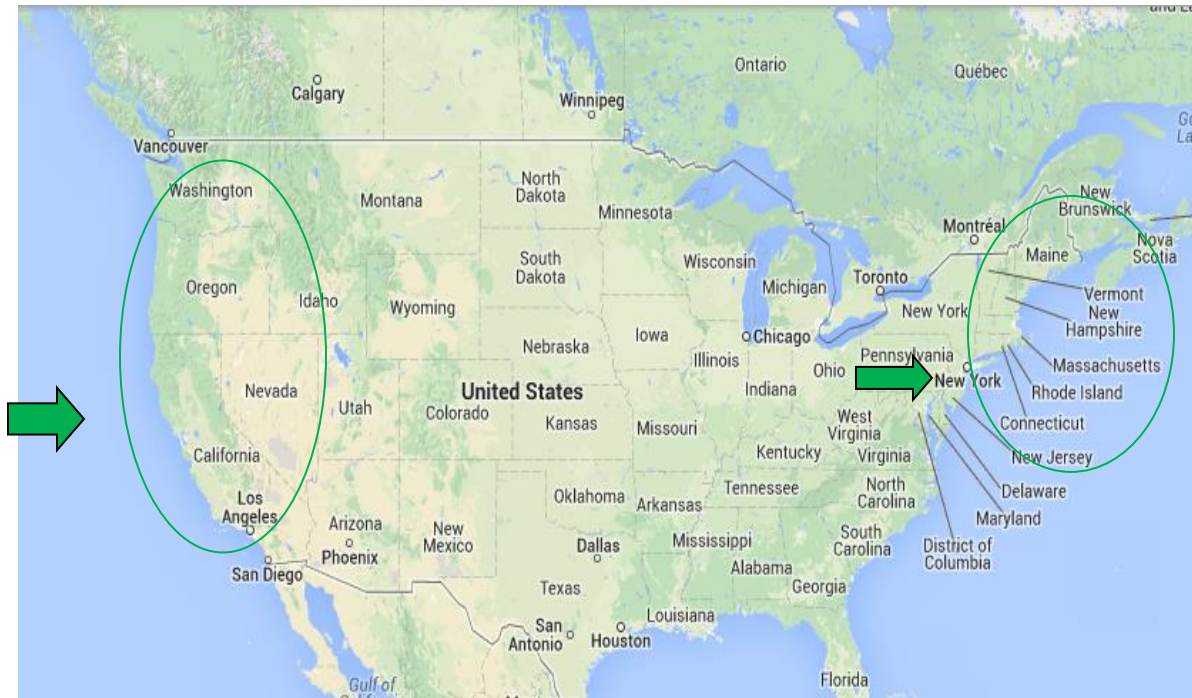 and La
Ontario
Québec
Calgary
Winnipeg
Vancouver
Washington
Montana
North
Dakota
Minnesota
Montréal
New
Brunswick
Nova
Scotia
Maine
Oregon
Idaho
Wyoming
South
Dakota
Wisconsin
Michigan
Toronto
New York
Vermont
New
Hampshire
Nevada
Utah
Colorado
Nebraska
Iowa
Chicago
Illinois
Indiana
Ohio
Pennsylvania
New York
Massachusetts
Rhode Island
Connecticut
New Jersey
Delaware
Maryland
District of
Columbia
United States
Kansas
Missouri
West
Virginia
Virginia
Kentucky
California
Los
Angeles
San Diego
Arizona
Phoenix
New
Mexico
Oklahoma
Arkansas
Tennessee
North
Carolina
South
Carolina
Dallas
Mississippi
Alabama
Georgia
Texas
Louisiana
San
Antonio
Houston
Florida
Gulf of